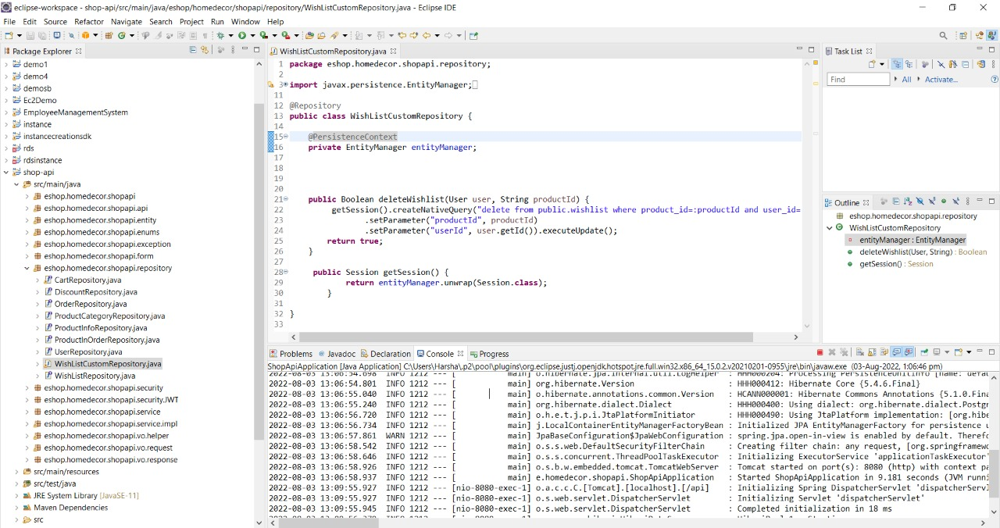 eclipse-workspace - shop-api/src/main/java/eshop/homedecor/shopapi/repository/WishListCustomRepository.java - Eclipse IDE
File Edit Source Refactor Navigate Search Project Run Window Help
Package Explorer
demo1
demo4
demosb
Ec2Demo
EmployeeManagementSystem
instance
instancecreationsdk
rds
rdsinstance
shop-api
src/main/java
eshop.homedecor.shopapi
eshop.homedecor.shopapi.api
eshop.homedecor.shopapi.entity
eshop.homedecor.shopapi.enums
eshop.homedecor.shopapi.exception
eshop.homedecor.shopapi.form
eshop.homedecor.shopapi.repository
CartRepository.java
DiscountRepository.java
OrderRepository.java
ProductCategoryRepository.java
ProductInfoRepository.java
ProductInOrderRepository.java
UserRepository.java
WishListCustomRepository.java
WishListRepository.java
eshop.homedecor.shopapi.security
eshop.homedecor.shopapi.security.JWT
eshop.homedecor.shopapi.service
eshop.homedecor.shopapi.service.impl
eshop.homedecor.shopapi.vo.helper
eshop.homedecor.shopapi.vo.request
eshop.homedecor.shopapi.vo.response
src/main/resources
src/test/java
JRE System Library [JavaSE-11]
Maven Dependencies
src
WishListCustomRepository.java
1 package eshop.homedecor.shopapi.repository;
2
3 import javax.persistence.EntityManager;
11
12 @Repository
13 public class WishListCustomRepository {
14
15 @PersistenceContext
16 private EntityManager entityManager;
17
18
19
20
21 public Boolean deleteWishlist(User user, String productId) {
22 getSession().createNativeQuery("delete from public.wishlist where product_id=:productId and user_id=
23 .setParameter("productId", productId)
24 .setParameter("userId", user.getId()).executeUpdate();
25 return true;
26 }
27
28 public Session getSession() {
29 return entityManager.unwrap(Session.class);
30 }
31
32 }
33
Task List
Find All Activate...
Outline
eshop.homedecor.shopapi.repository
WishListCustomRepository
entityManager : EntityManager
deleteWishlist(User, String) : Boolean
getSession() : Session
Problems Javadoc Declaration Console Progress
ShopApiApplication [Java Application] C:\Users\Harsha\.p2\pool\plugins\org.eclipse.justj.openjdk.hotspot.jre.full.win32.x86_64_15.0.2.v20210201-0955\jre\bin\javaw.exe (03-Aug-2022, 1:06:46 pm)
2022-08-03 13:06:54.698 INFO 1212 --- [ main] o.hibernate.jpa.internal.util.LogHelper : HHH000204: Processing PersistenceUnitInfo [name: defau
2022-08-03 13:06:54.801 INFO 1212 --- [ main] org.hibernate.Version : HHH000412: Hibernate Core {5.4.6.Final}
2022-08-03 13:06:55.040 INFO 1212 --- [ main] o.hibernate.annotations.common.Version : HCANN000001: Hibernate Commons Annotations {5.1.0.Fina
2022-08-03 13:06:55.240 INFO 1212 --- [ main] org.hibernate.dialect.Dialect : HHH000400: Using dialect: org.hibernate.dialect.Postgr
2022-08-03 13:06:56.720 INFO 1212 --- [ main] o.h.e.t.j.p.i.JtaPlatformInitiator : HHH000490: Using JtaPlatform implementation: [org.hibe
2022-08-03 13:06:56.734 INFO 1212 --- [ main] j.LocalContainerEntityManagerFactoryBean : Initialized JPA EntityManagerFactory for persistence u
2022-08-03 13:06:57.861 WARN 1212 --- [ main] JpaBaseConfiguration$JpaWebConfiguration : spring.jpa.open-in-view is enabled by default. Therefo
2022-08-03 13:06:58.542 INFO 1212 --- [ main] o.s.s.web.DefaultSecurityFilterChain : Creating filter chain: any request, [org.springframewo
2022-08-03 13:06:58.646 INFO 1212 --- [ main] o.s.s.concurrent.ThreadPoolTaskExecutor : Initializing ExecutorService 'applicationTaskExecutor'
2022-08-03 13:06:58.926 INFO 1212 --- [ main] o.s.b.w.embedded.tomcat.TomcatWebServer : Tomcat started on port(s): 8080 (http) with context pa
2022-08-03 13:06:58.937 INFO 1212 --- [ main] e.homedecor.shopapi.ShopApiApplication : Started ShopApiApplication in 9.181 seconds (JVM runni
2022-08-03 13:09:55.927 INFO 1212 --- [nio-8080-exec-1] o.a.c.c.C.[Tomcat].[localhost].[/api] : Initializing Spring DispatcherServlet 'dispatcherServl
2022-08-03 13:09:55.927 INFO 1212 --- [nio-8080-exec-1] o.s.web.servlet.DispatcherServlet : Initializing Servlet 'dispatcherServlet'
2022-08-03 13:09:55.945 INFO 1212 --- [nio-8080-exec-1] o.s.web.servlet.DispatcherServlet : Completed initialization in 18 ms